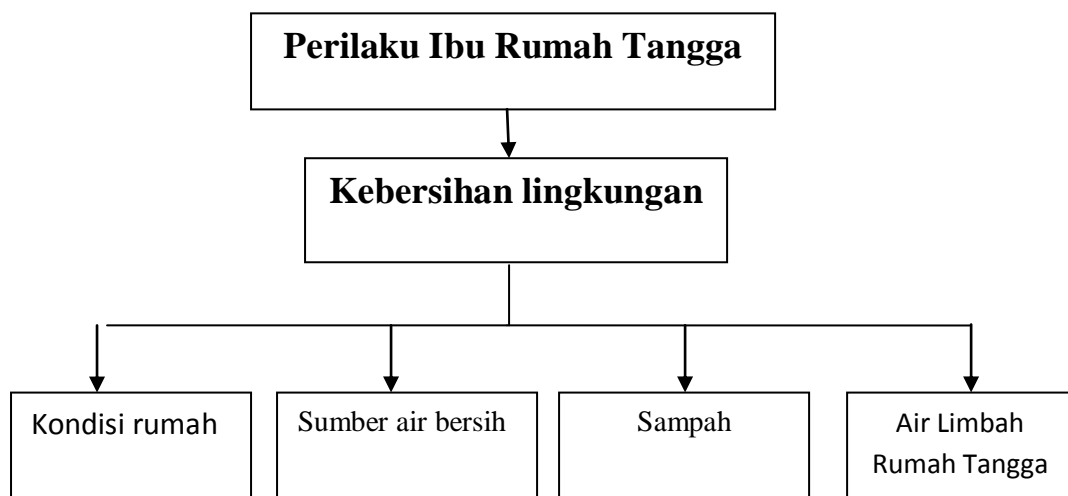 Perilaku Ibu Rumah Tangga
Kebersihan lingkungan
Kondisi rumah
Sumber air bersih
Sampah
Air Limbah
Rumah Tangga